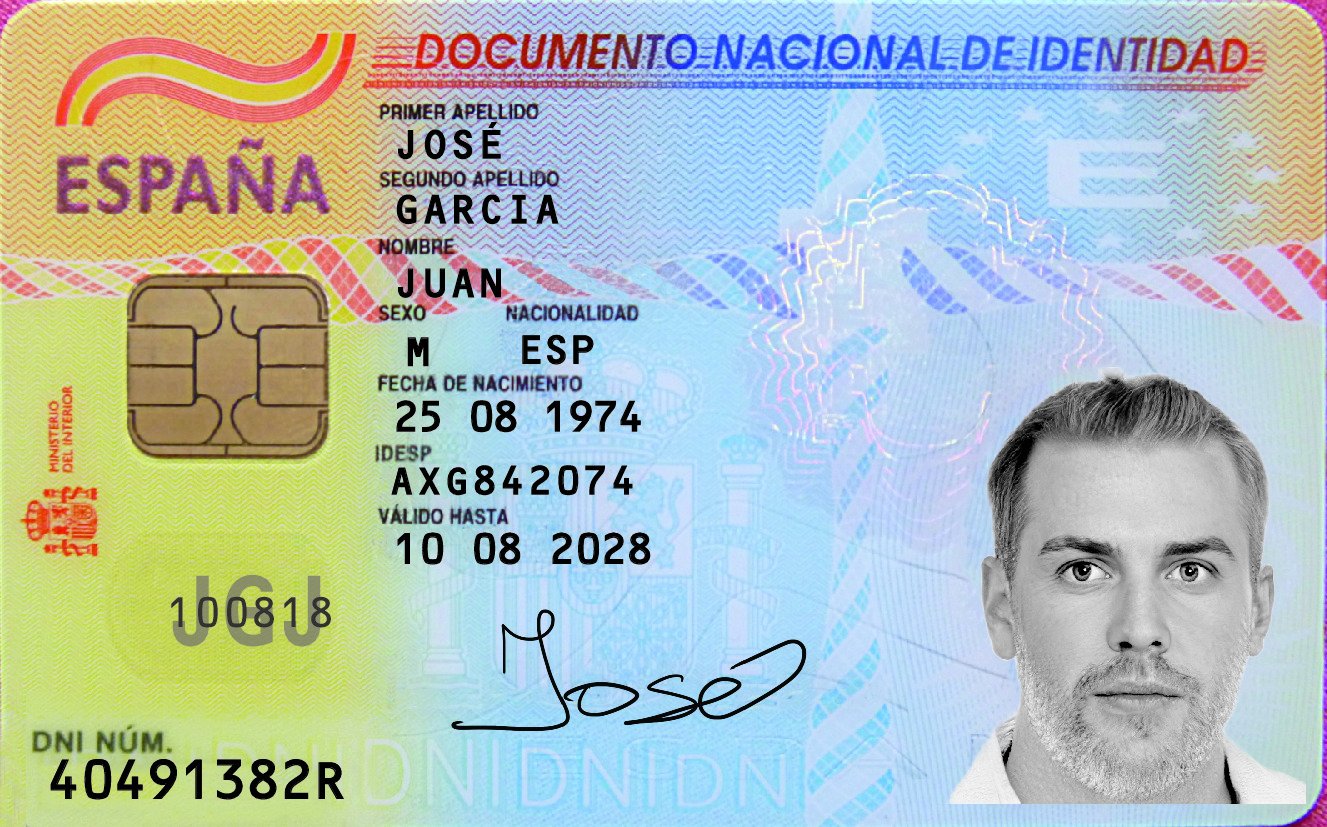 DOCUMENTO NACIONAL DE IDENTIDAD
ESPAÑA
PRIMER APELLIDO
JOSÉ
SEGUNDO APELLIDO
GARCIA
NOMBRE
JUAN
SEXO NACIONALIDAD
M ESP
FECHA DE NACIMIENTO
25 08 1974
IDESP
AXG842074
VÁLIDO HASTA
10 08 2028
MINISTERIO
DEL INTERIOR
E
JGJ
100818
José
DNI NÚM.
40491382R
DNIDNIDN